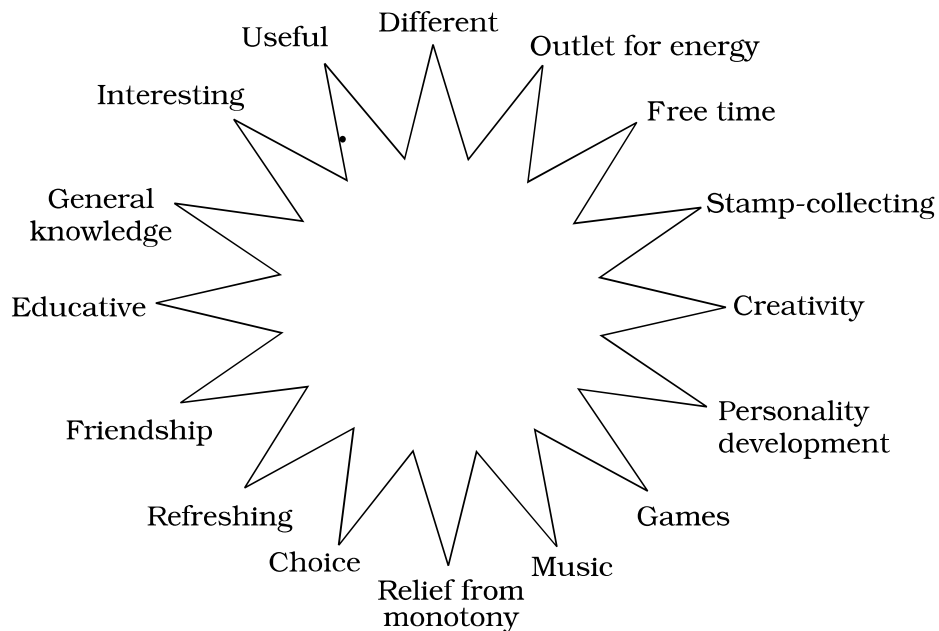 Different
Useful
Outlet for energy
Interesting
Free time
General
knowledge
Stamp-collecting
Educative
Creativity
Friendship
Personality
development
Refreshing
Games
Choice
Music
Relief from
monotony